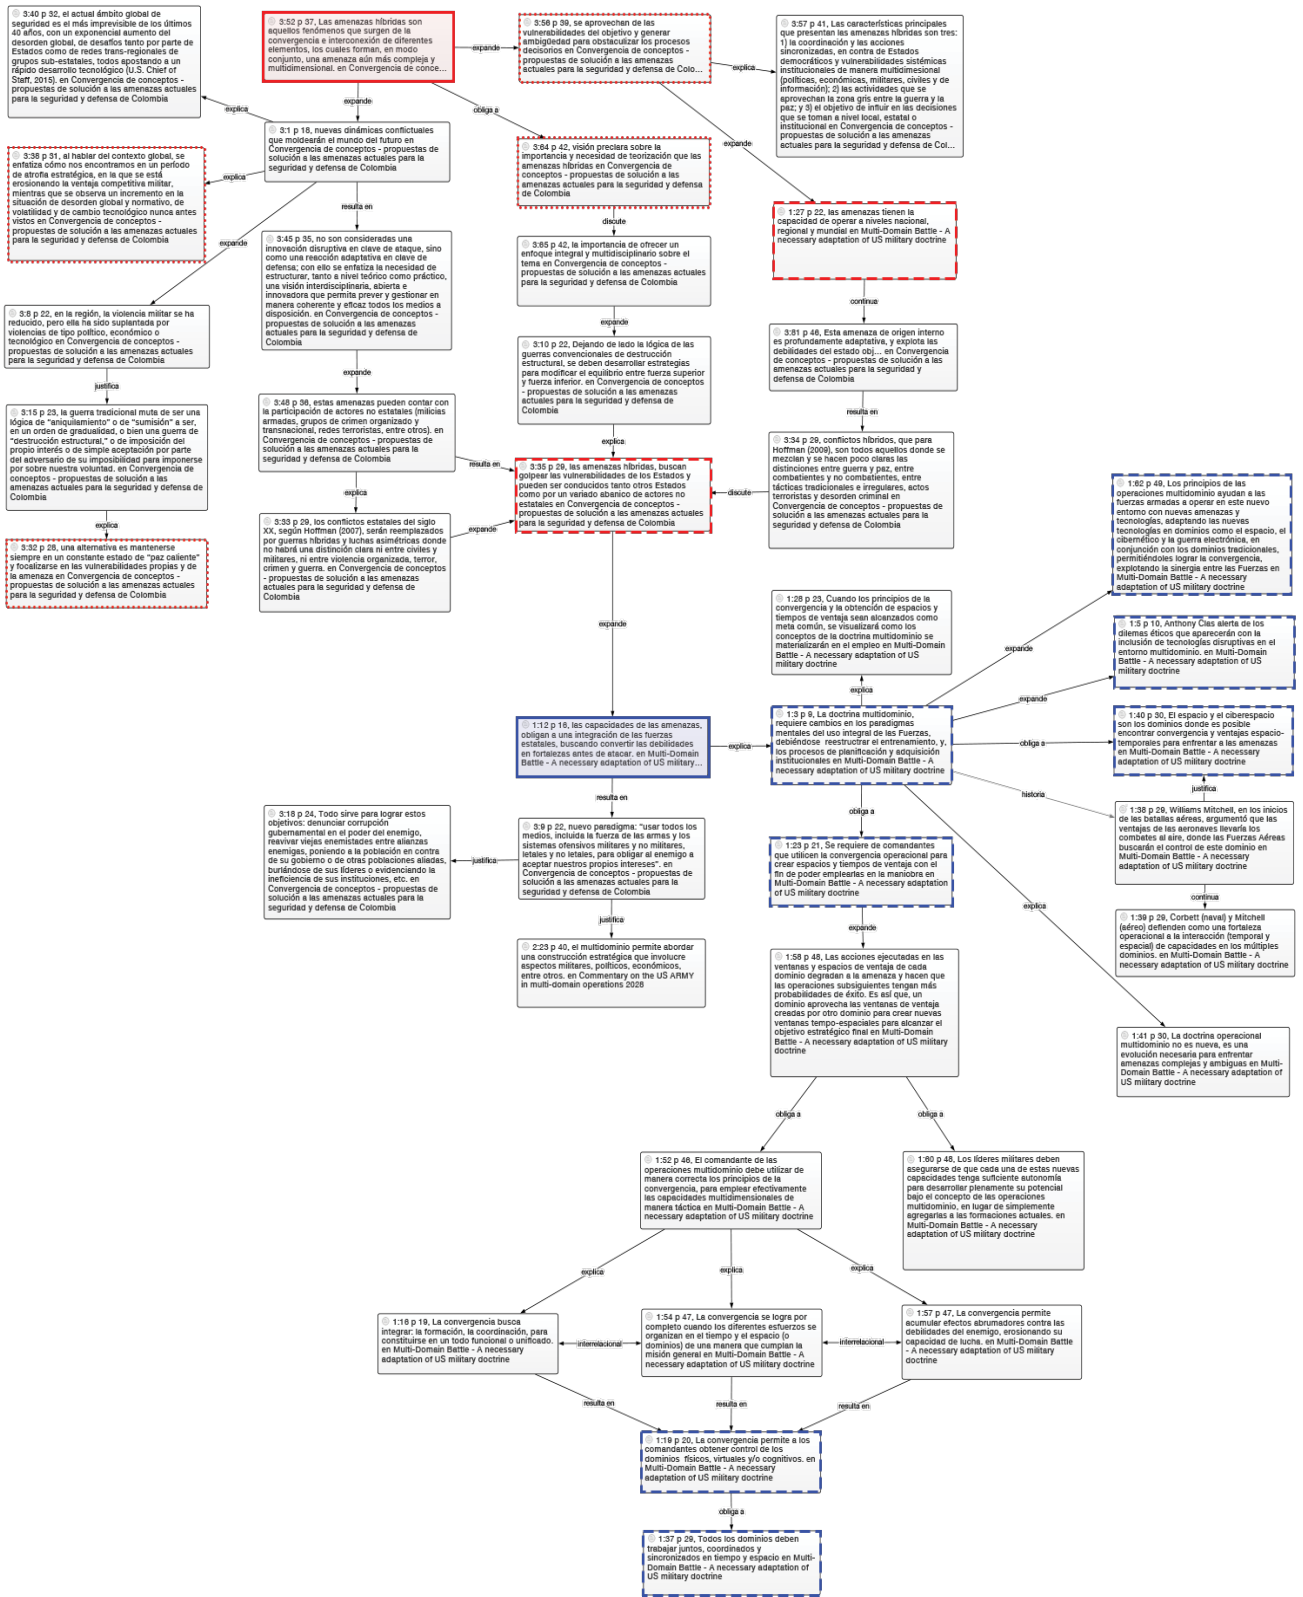 3:40 p 32, el actual ámbito global de
seguridad es el más imprevisible de los últimos
40 años, con un exponencial aumento del
desorden global, de desafíos tanto por parte de
Estados como de redes trans-regionales de
grupos sub-estatales, todos apostando a un
rápido desarrollo tecnológico (U.S. Chief of
Staff, 2015). en Convergencia de conceptos -
propuestas de solución a las amenazas actuales
para la seguridad y defensa de Colombia
3:52 p 37, Las amenazas híbridas son
aquellos fenómenos que surgen de la
convergencia e interconexión de diferentes
elementos, los cuales forman, en modo
conjunto, una amenaza aún más compleja y
multidimensional. en Convergencia de conce...
expande
3:56 p 39, se aprovechan de las
vulnerabilidades del objetivo y generar
ambigüedad para obstaculizar los procesos
decisorios en Convergencia de conceptos -
propuestas de solución a las amenazas
actuales para la seguridad y defensa de Colo...
explica
3:57 p 41, Las características principales
que presentan las amenazas híbridas son tres:
1) la coordinación y las acciones
sincronizadas, en contra de Estados
democráticos y vulnerabilidades sistémicas
institucionales de manera multidimesional
(políticas, económicas, militares, civiles y de
información); 2) las actividades que se
aprovechan la zona gris entre la guerra y la
paz; y 3) el objetivo de influir en las decisiones
que se toman a nivel local, estatal o
institucional en Convergencia de conceptos -
propuestas de solución a las amenazas
actuales para la seguridad y defensa de Col...
explica
expande
obliga a
expande
3:1 p 18, nuevas dinámicas conflictuales
que moldearán el mundo del futuro en
Convergencia de conceptos - propuestas de
solución a las amenazas actuales para la
seguridad y defensa de Colombia
3:64 p 42, visión preclara sobre la
importancia y necesidad de teorización que las
amenazas híbridas en Convergencia de
conceptos - propuestas de solución a las
amenazas actuales para la seguridad y defensa
de Colombia
3:38 p 31, al hablar del contexto global, se
enfatiza cómo nos encontramos en un período
de atrofia estratégica, en la que se está
erosionando la ventaja competitiva militar,
mientras que se observa un incremento en la
situación de desorden global y normativo, de
volatilidad y de cambio tecnológico nunca antes
vistos en Convergencia de conceptos -
propuestas de solución a las amenazas
actuales para la seguridad y defensa de
Colombia
explica
expande
resulta en
discute
1:27 p 22, las amenazas tienen la
capacidad de operar a niveles nacional,
regional y mundial en Multi-Domain Battle - A
necessary adaptation of US military doctrine
3:45 p 35, no son consideradas una
innovación disruptiva en clave de ataque, sino
como una reacción adaptativa en clave de
defensa; con ello se enfatiza la necesidad de
estructurar, tanto a nivel teórico como práctico,
una visión interdisciplinaria, abierta e
innovadora que permita prever y gestionar en
manera coherente y eficaz todos los medios a
disposición. en Convergencia de conceptos -
propuestas de solución a las amenazas
actuales para la seguridad y defensa de
Colombia
3:65 p 42, la importancia de ofrecer un
enfoque integral y multidisciplinario sobre el
tema en Convergencia de conceptos -
propuestas de solución a las amenazas actuales
para la seguridad y defensa de Colombia
continua
3:8 p 22, en la región, la violencia militar se ha
reducido, pero ella ha sido suplantada por
violencias de tipo político, económico o
tecnológico en Convergencia de conceptos -
propuestas de solución a las amenazas actuales
para la seguridad y defensa de Colombia
expande
3:10 p 22, Dejando de lado la lógica de las
guerras convencionales de destrucción
estructural, se deben desarrollar estrategias
para modificar el equilibrio entre fuerza superior
y fuerza inferior. en Convergencia de conceptos
- propuestas de solución a las amenazas
actuales para la seguridad y defensa de
Colombia
3:81 p 46, Esta amenaza de origen interno
es profundamente adaptativa, y explota las
debilidades del estado obj... en Convergencia
de conceptos - propuestas de solución a las
amenazas actuales para la seguridad y
defensa de Colombia
justifica
expande
resulta en
3:15 p 23, la guerra tradicional muta de ser una
lógica de "aniquilamiento" o de "sumisión" a ser,
en un orden de gradualidad, o bien una guerra de
"destrucción estructural," o de imposición del
propio interés o de simple aceptación por parte
del adversario de su imposibilidad para imponerse
por sobre nuestra voluntad. en Convergencia de
conceptos - propuestas de solución a las
amenazas actuales para la seguridad y defensa
de Colombia
3:48 p 36, estas amenazas pueden contar con
la participación de actores no estatales (milicias
armadas, grupos de crimen organizado y
transnacional, redes terroristas, entre otros). en
Convergencia de conceptos - propuestas de
solución a las amenazas actuales para la
seguridad y defensa de Colombia
resulta en
explica
3:35 p 29, las amenazas híbridas, buscan
golpear las vulnerabilidades de los Estados y
pueden ser conducidos tanto otros Estados
como por un variado abanico de actores no
estatales en Convergencia de conceptos -
propuestas de solución a las amenazas actuales
para la seguridad y defensa de Colombia
discute
3:34 p 29, conflictos híbridos, que para
Hoffman (2009), son todos aquellos donde se
mezclan y se hacen poco claras las
distinciones entre guerra y paz, entre
combatientes y no combatientes, entre
tácticas tradicionales e irregulares, actos
terroristas y desorden criminal en
Convergencia de conceptos - propuestas de
solución a las amenazas actuales para la
seguridad y defensa de Colombia
1:62 p 49, Los principios de las
operaciones multidominio ayudan a las
fuerzas armadas a operar en este nuevo
entorno con nuevas amenazas y
tecnologías, adaptando las nuevas
tecnologías en dominios como el espacio, el
cibernético y la guerra electrónica, en
conjunción con los dominios tradicionales,
permitiéndoles lograr la convergencia,
explotando la sinergia entre las Fuerzas en
Multi-Domain Battle - A necessary
adaptation of US military doctrine
explica
explica
3:33 p 29, los conflictos estatales del siglo
XX, según Hoffman (2007), serán reemplazados
por guerras híbridas y luchas asimétricas donde
no habrá una distinción clara ni entre civiles y
militares, ni entre violencia organizada, terror,
crimen y guerra. en Convergencia de conceptos
- propuestas de solución a las amenazas
actuales para la seguridad y defensa de
Colombia
expande
3:32 p 28, una alternativa es mantenerse
siempre en un constante estado de "paz caliente"
y focalizarse en las vulnerabilidades propias y de
la amenaza en Convergencia de conceptos -
propuestas de solución a las amenazas actuales
para la seguridad y defensa de Colombia
expande
1:28 p 23, Cuando los principios de la
convergencia y la obtención de espacios y
tiempos de ventaja sean alcanzados como
meta común, se visualizará como los
conceptos de la doctrina multidominio se
materializarán en el empleo en Multi-Domain
Battle - A necessary adaptation of US
military doctrine
expande
1:5 p 10, Anthony Clas alerta de los
dilemas éticos que aparecerán con la
inclusión de tecnologías disruptivas en el
entorno multidominio. en Multi-Domain
Battle - A necessary adaptation of US
military doctrine
explica
expande
1:12 p 16, las capacidades de las amenazas,
obligan a una integración de las fuerzas
estatales, buscando convertir las debilidades
en fortalezas antes de atacar. en Multi-Domain
Battle - A necessary adaptation of US military...
explica
1:3 p 9, La doctrina multidominio,
requiere cambios en los paradigmas
mentales del uso integral de las Fuerzas,
debiéndose reestructrar el entrenamiento, y,
los procesos de planificación y adquisición
institucionales en Multi-Domain Battle - A
necessary adaptation of US military doctrine
obliga a
1:40 p 30, El espacio y el ciberespacio
son los dominios donde es posible
encontrar convergencia y ventajas espacio-
temporales para enfrentar a las amenazas
en Multi-Domain Battle - A necessary
adaptation of US military doctrine
historia
justifica
resulta en
obliga a
1:38 p 29, Williams Mitchell, en los inicios
de las batallas aéreas, argumentó que las
ventajas de las aeronaves llevaría los
combates al aire, donde las Fuerzas Aéreas
buscarán el control de este dominio en
Multi-Domain Battle - A necessary
adaptation of US military doctrine
3:18 p 24, Todo sirve para lograr estos
objetivos: denunciar corrupción
gubernamental en el poder del enemigo,
reavivar viejas enemistades entre alianzas
enemigas, poniendo a la población en contra
de su gobierno o de otras poblaciones aliadas,
burlándose de sus líderes o evidenciando la
ineficiencia de sus instituciones, etc. en
Convergencia de conceptos - propuestas de
solución a las amenazas actuales para la
seguridad y defensa de Colombia
justifica
3:9 p 22, nuevo paradigma: "usar todos los
medios, incluida la fuerza de las armas y los
sistemas ofensivos militares y no militares,
letales y no letales, para obligar al enemigo a
aceptar nuestros propios intereses". en
Convergencia de conceptos - propuestas de
solución a las amenazas actuales para la
seguridad y defensa de Colombia
1:23 p 21, Se requiere de comandantes
que utilicen la convergencia operacional para
crear espacios y tiempos de ventaja con el
fin de poder emplearlas en la maniobra en
Multi-Domain Battle - A necessary adaptation
of US military doctrine
explica
continua
1:39 p 29, Corbett (naval) y Mitchell
(aéreo) defienden como una fortaleza
operacional a la interacción (temporal y
espacial) de capacidades en los múltiples
dominios. en Multi-Domain Battle - A
necessary adaptation of US military doctrine
justifica
expande
2:23 p 40, el multidominio permite abordar
una construcción estratégica que involucre
aspectos militares, políticos, económicos,
entre otros. en Commentary on the US ARMY
in multi-domain operations 2028
1:58 p 48, Las acciones ejecutadas en las
ventanas y espacios de ventaja de cada
dominio degradan a la amenaza y hacen que
las operaciones subsiguientes tengan más
probabilidades de éxito. Es así que, un
dominio aprovecha las ventanas de ventaja
creadas por otro dominio para crear nuevas
ventanas tempo-espaciales para alcanzar el
objetivo estratégico final en Multi-Domain
Battle - A necessary adaptation of US military
doctrine
1:41 p 30, La doctrina operacional
multidominio no es nueva, es una
evolución necesaria para enfrentar
amenazas complejas y ambiguas en Multi-
Domain Battle - A necessary adaptation of
US military doctrine
obliga a
obliga a
1:52 p 46, El comandante de las
operaciones multidominio debe utilizar de
manera correcta los principios de la
convergencia, para emplear efectivamente
las capacidades multidimensionales de
manera táctica en Multi-Domain Battle - A
necessary adaptation of US military doctrine
1:60 p 48, Los líderes militares deben
asegurarse de que cada una de estas nuevas
capacidades tenga suficiente autonomía
para desarrollar plenamente su potencial
bajo el concepto de las operaciones
multidominio, en lugar de simplemente
agregarlas a las formaciones actuales. en
Multi-Domain Battle - A necessary
adaptation of US military doctrine
explica
explica
explica
1:16 p 19, La convergencia busca
integrar: la formación, la coordinación, para
constituirse en un todo funcional o unificado.
en Multi-Domain Battle - A necessary
adaptation of US military doctrine
interrelacional
1:54 p 47, La convergencia se logra por
completo cuando los diferentes esfuerzos se
organizan en el tiempo y el espacio (o
dominios) de una manera que cumplan la
misión general en Multi-Domain Battle - A
necessary adaptation of US military doctrine
interrelacional
1:57 p 47, La convergencia permite
acumular efectos abrumadores contra las
debilidades del enemigo, erosionando su
capacidad de lucha. en Multi-Domain Battle
- A necessary adaptation of US military
doctrine
resulta en
resulta en
resulta en
1:19 p 20, La convergencia permite a los
comandantes obtener control de los
dominios físicos, virtuales y/o cognitivos. en
Multi-Domain Battle - A necessary
adaptation of US military doctrine
obliga a
1:37 p 29, Todos los dominios deben
trabajar juntos, coordinados y
sincronizados en tiempo y espacio en Multi-
Domain Battle - A necessary adaptation of
US military doctrine